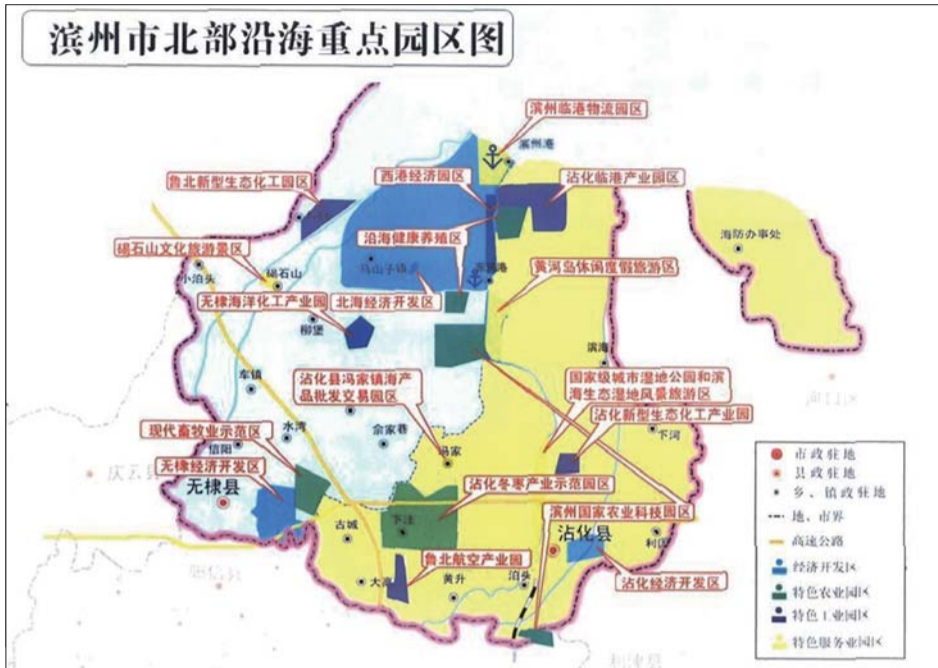 滨州市北部沿海重点园区图
滨州临港物流园区
滨州港
鲁北新型生态化工园区
西港经济园区
沾化临港产业园区
沿海健康养殖区
海防办事处
碣石山文化旅游景区
碣石山
马山子镇
东风港
黄河岛休闲度假旅游区
小泊头
无棣海洋化工产业园
北海经济开发区
柳堡
滨海
车镇
沾化县冯家镇海产
品批发交易园区
国家级城市湿地公园和滨
海生态湿地风景旅游区
沾化新型生态化工产业园
现代畜牧业示范区
水湾
佘家巷
信阳
冯家
下河
庆云县
无棣经济开发区
无棣县
沾化冬枣产业示范园区
滨州国家农业科技园区
古城
下洼
沾化县
利国
鲁北航空产业园
阳信县
大高
黄升
泊头
沾化经济开发区
利津县
市政驻地
县政驻地
乡、镇政驻地
地、市界
高速公路
经济开发区
特色农业园区
特色工业园区
特色服务业园区